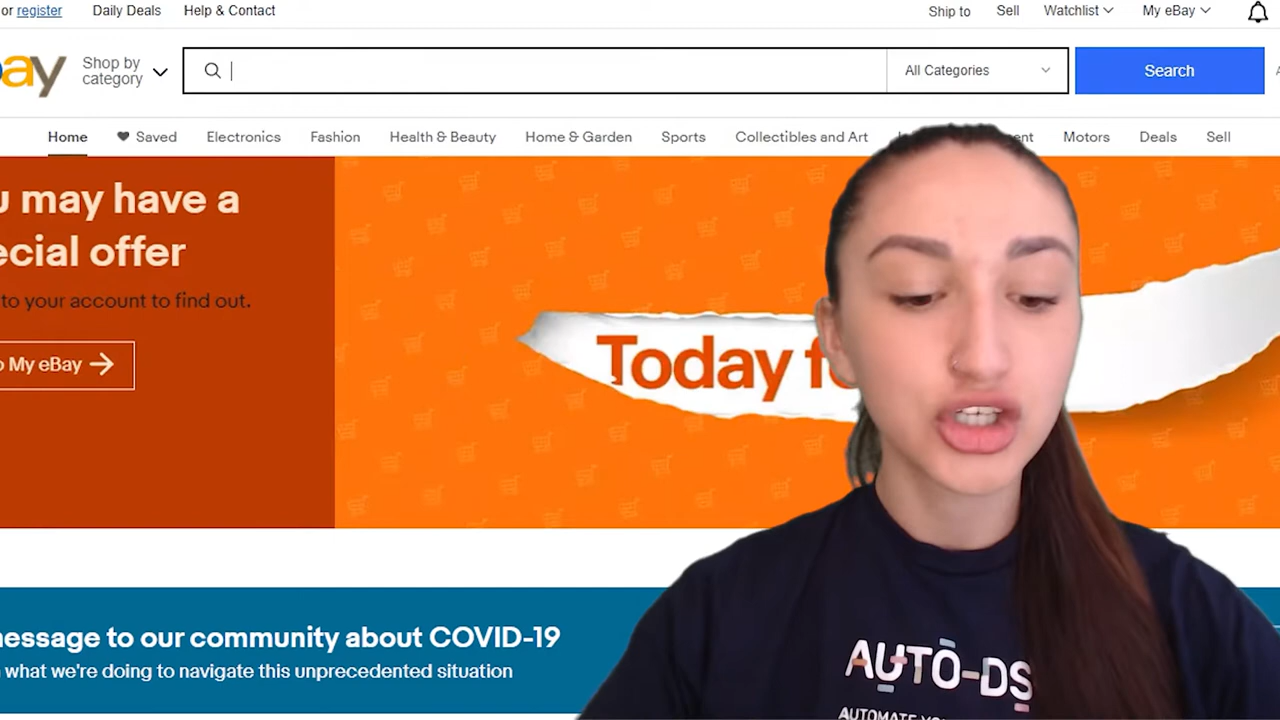 or register Daily Deals Help & Contact Ship to Sell Watchlist My eBay
Shop by
category
All Categories
Search
Home Saved Electronics Fashion Health & Beauty Home & Garden Sports Collectibles and Art Motors Deals Sell
may have a
offer
to your account to find out.
My eBay
Today
to our community about COVID-19
what we're doing to navigate this unprecedented situation
AUTO-DS
AUTOMATE